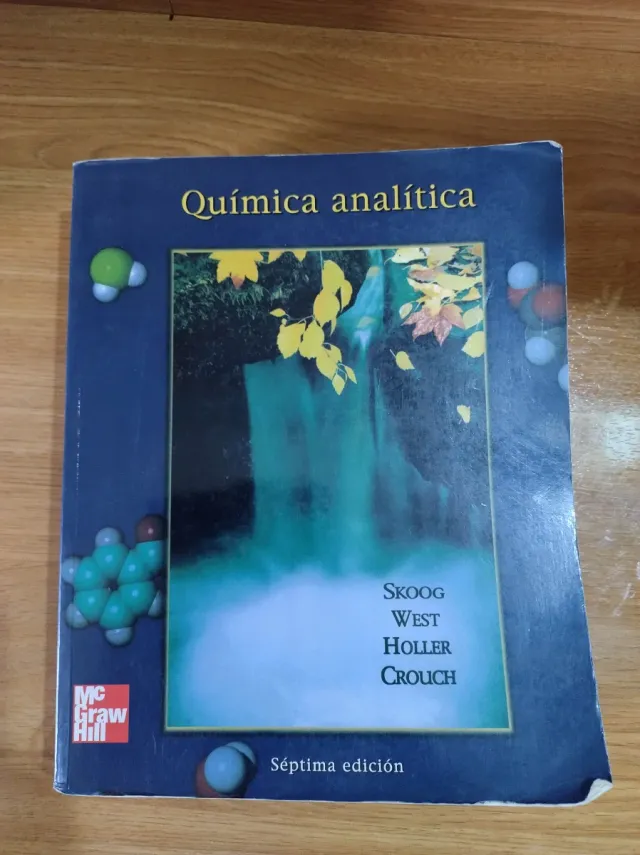 Química analítica
SKOOG
WEST
HOLLER
CROUCH
Mc
Graw
Hill
Séptima edición